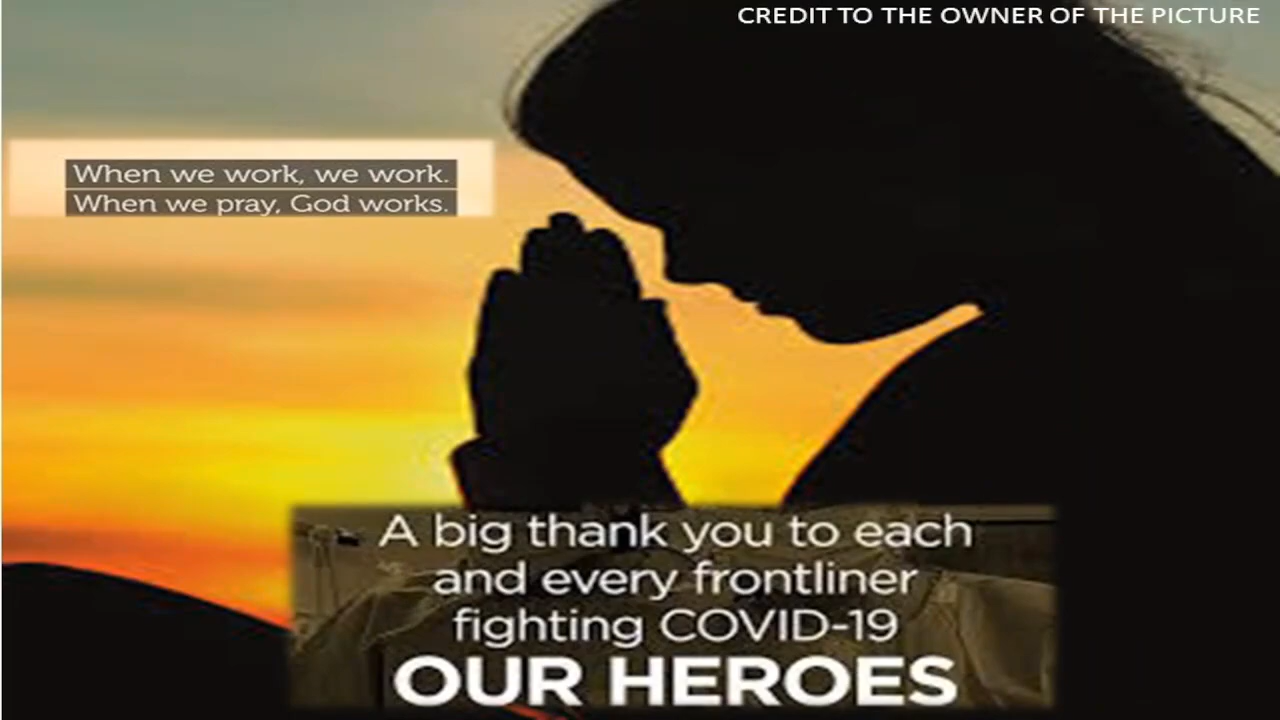 CREDIT TO THE OWNER OF THE PICTURE
When we work, we work.
When we pray, God works.
A big thank you to each
and every frontliner
fighting COVID-19
OUR HEROES